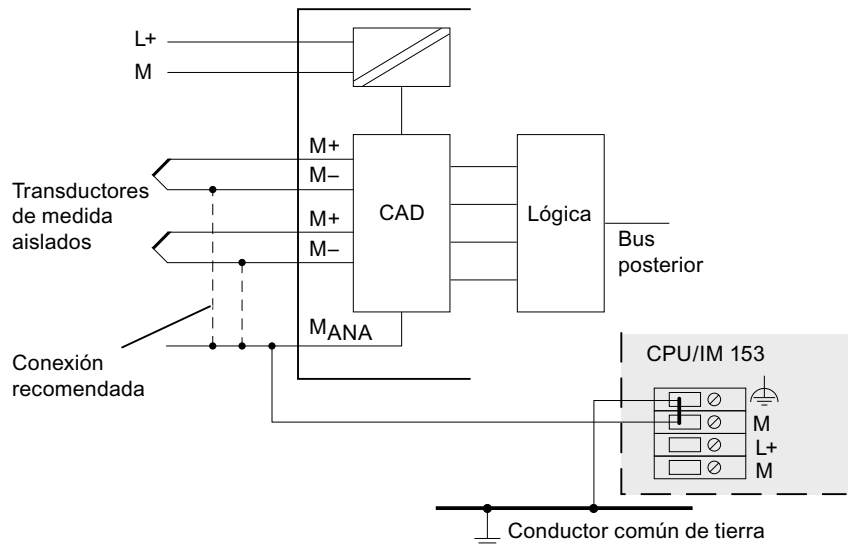 L+
M
M+
M−
M+
M−
Transductores
de medida
aislados
CAD
Lógica
Bus
posterior
MANA
Conexión
recomendada
CPU/IM 153
M
L+
M
Conductor común de tierra